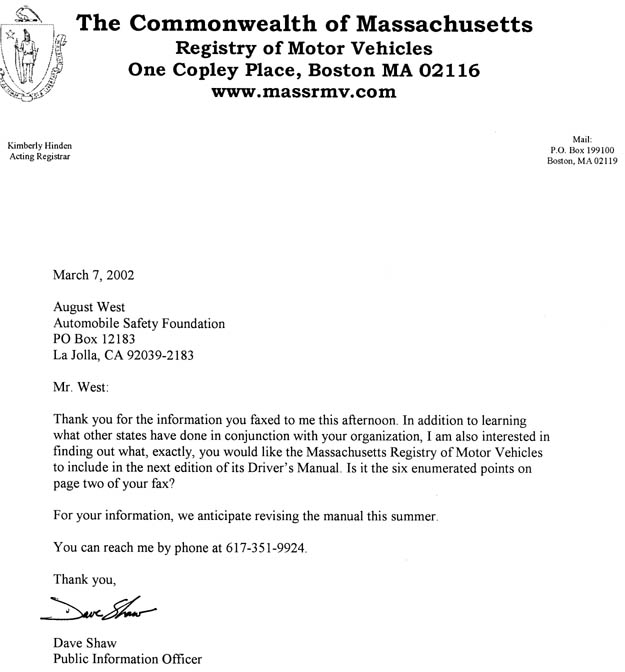 The Commonwealth of Massachusetts
Registry of Motor Vehicles
One Copley Place, Boston MA 02116
www.massrmv.com
Kimberly Hinden
Acting Registrar
Mail:
P.O. Box 199100
Boston, MA 02119
March 7, 2002
August West
Automobile Safety Foundation
PO Box 12183
La Jolla, CA 92039-2183
Mr. West:
Thank you for the information you faxed to me this afternoon. In addition to learning
what other states have done in conjunction with your organization, I am also interested in
finding out what, exactly, you would like the Massachusetts Registry of Motor Vehicles
to include in the next edition of its Driver's Manual. Is it the six enumerated points on
page two of your fax?
For your information, we anticipate revising the manual this summer.
You can reach me by phone at 617-351-9924.
Thank you,
Dave Shaw
Dave Shaw
Public Information Officer